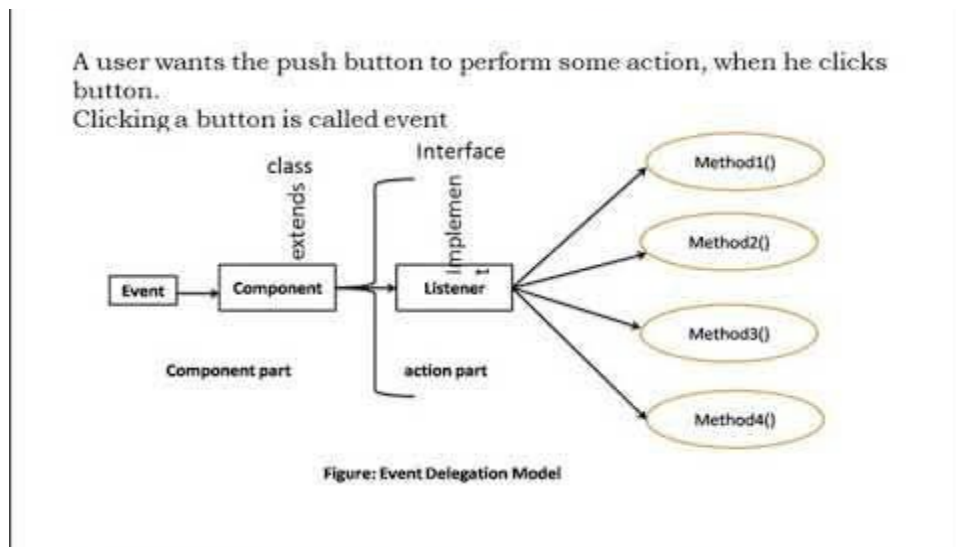 A user wants the push button to perform some action, when he clicks
button.
Clicking a button is called event
class
extends
Interface
Implemen
t
Event
Component
Listener
Method1()
Method2()
Method3()
Method4()
Component part
action part
Figure: Event Delegation Model